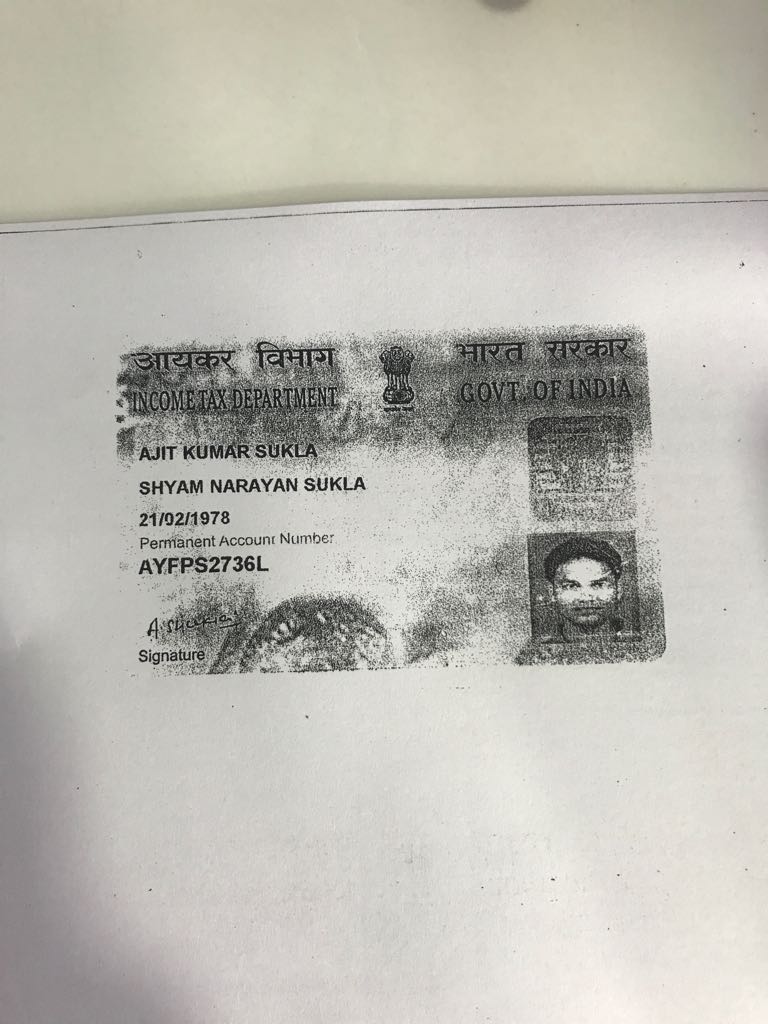 आयकर विभाग
INCOME TAX DEPARTMENT
भारत सरकार
GOVT. OF INDIA
AJIT KUMAR SUKLA
SHYAM NARAYAN SUKLA
21/02/1978
Permanent Account Number
AYFPS2736L
Signature